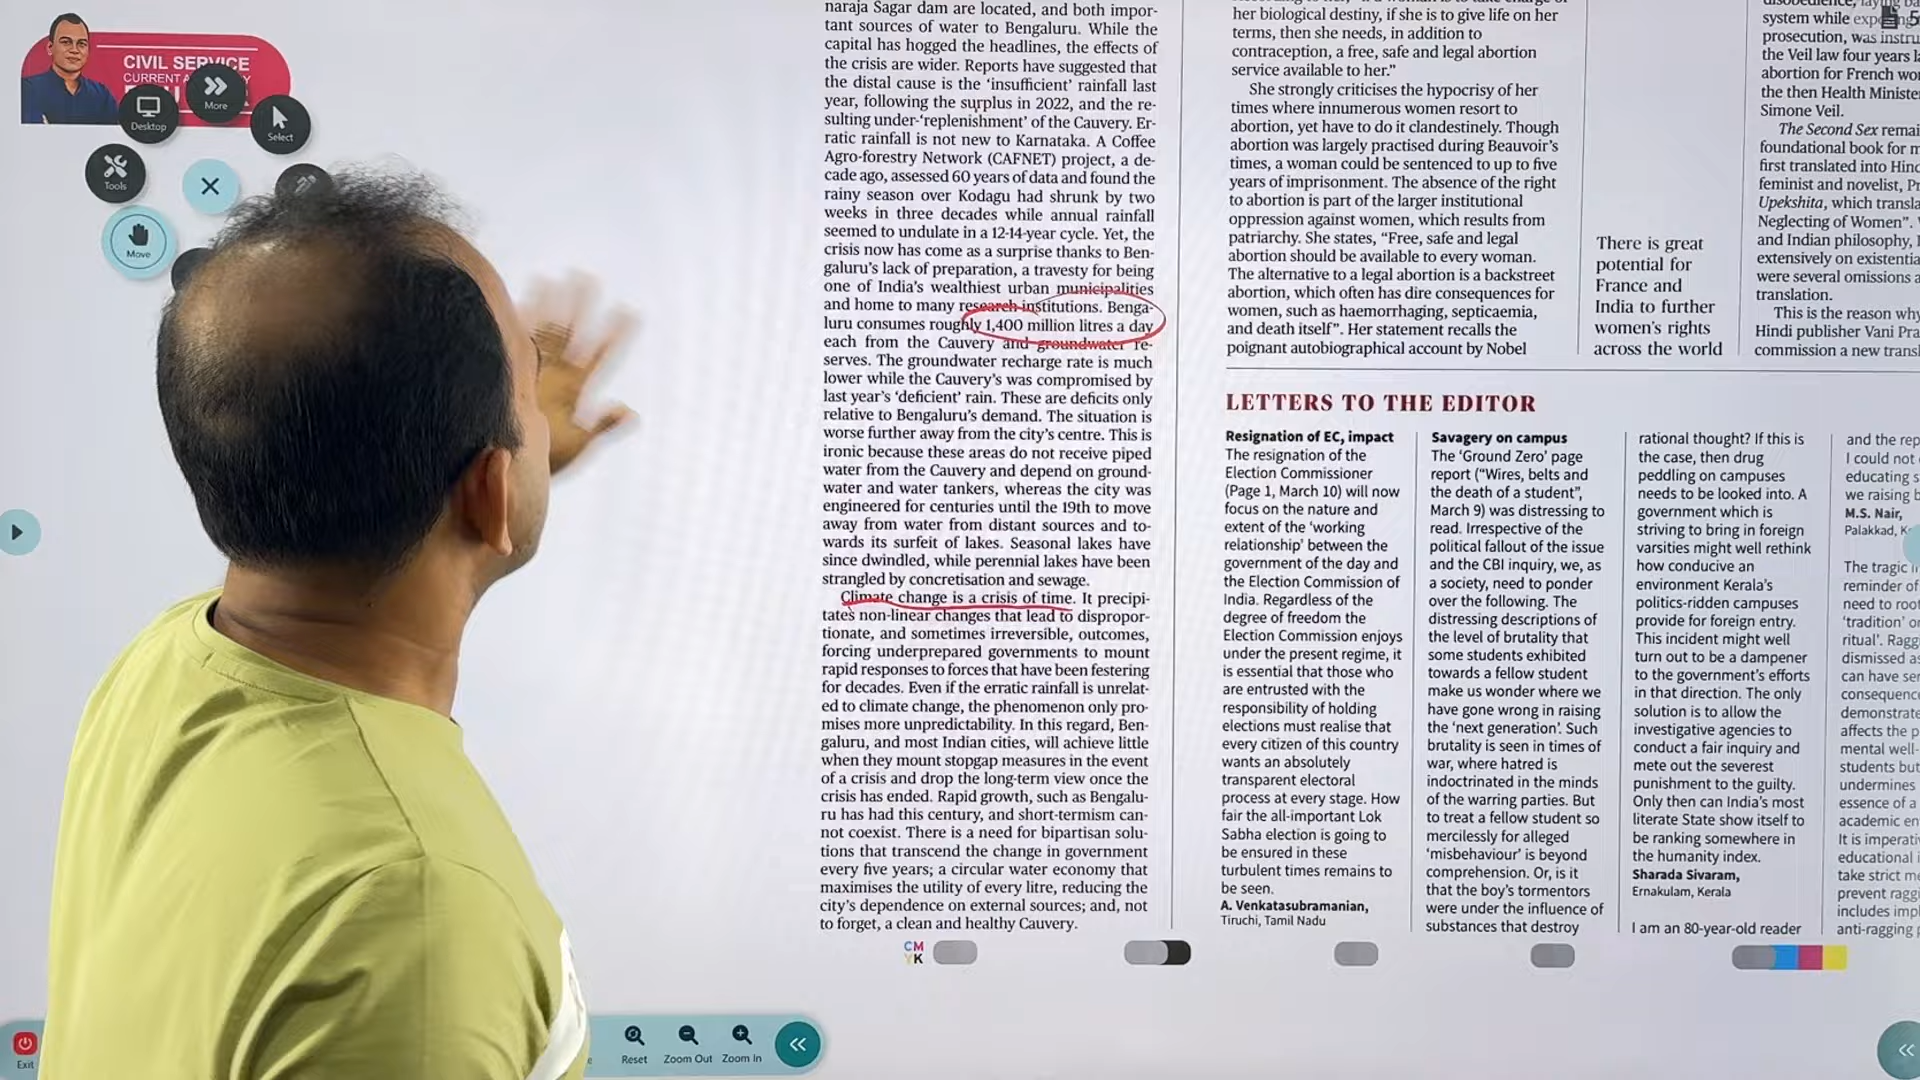 CIVIL SERVICE
CURRENT
More
Desktop
Select
Tools
Move
naraja Sagar dam are located, and both impor-
tant sources of water to Bengaluru. While the
capital has hogged the headlines, the effects of
the crisis are wider. Reports have suggested that
the distal cause is the ‘insufficient’ rainfall last
year, following the surplus in 2022, and the re-
sulting under-‘replenishment’ of the Cauvery. Er-
ratic rainfall is not new to Karnataka. A Coffee
Agro-forestry Network (CAFNET) project, a de-
cade ago, assessed 60 years of data and found the
rainy season over Kodagu had shrunk by two
weeks in three decades while annual rainfall
seemed to undulate in a 12-14-year cycle. Yet, the
crisis now has come as a surprise thanks to Ben-
galuru’s lack of preparation, a travesty for being
one of India’s wealthiest urban municipalities
and home to many research institutions. Benga-
luru consumes roughly 1,400 million litres a day
each from the Cauvery and groundwater re-
serves. The groundwater recharge rate is much
lower while the Cauvery’s was compromised by
last year’s ‘deficient’ rain. These are deficits only
relative to Bengaluru’s demand. The situation is
worse further away from the city’s centre. This is
ironic because these areas do not receive piped
water from the Cauvery and depend on ground-
water and water tankers, whereas the city was
engineered for centuries until the 19th to move
away from water from distant sources and to-
wards its surfeit of lakes. Seasonal lakes have
since dwindled, while perennial lakes have been
strangled by concretisation and sewage.
Climate change is a crisis of time. It precipi-
tates non-linear changes that lead to dispropor-
tionate, and sometimes irreversible, outcomes,
forcing underprepared governments to mount
rapid responses to forces that have been festering
for decades. Even if the erratic rainfall is unrelat-
ed to climate change, the phenomenon only pro-
mises more unpredictability. In this regard, Ben-
galuru, and most Indian cities, will achieve little
when they mount stopgap measures in the event
of a crisis and drop the long-term view once the
crisis has ended. Rapid growth, such as Bengalu-
ru has had this century, and short-termism can-
not coexist. There is a need for bipartisan solu-
tions that transcend the change in government
every five years; a circular water economy that
maximises the utility of every litre, reducing the
city’s dependence on external sources; and, not
to forget, a clean and healthy Cauvery.
her biological destiny, if she is to give life on her
terms, then she needs, in addition to
contraception, a free, safe and legal abortion
service available to her.”
She strongly criticises the hypocrisy of her
times where innumerous women resort to
abortion, yet have to do it clandestinely. Though
abortion was largely practised during Beauvoir’s
times, a woman could be sentenced to up to five
years of imprisonment. The absence of the right
to abortion is part of the larger institutional
oppression against women, which results from
patriarchy. She states, “Free, safe and legal
abortion should be available to every woman.
The alternative to a legal abortion is a backstreet
abortion, which often has dire consequences for
women, such as haemorrhaging, septicaemia,
and death itself”. Her statement recalls the
poignant autobiographical account by Nobel
There is great
potential for
France and
India to further
women’s rights
across the world
system while
prosecution, was
the Veil law four years
abortion for French
the then Health
Simone Veil.
The Second Sex
foundational book for
first translated into
feminist and novelist,
Upekshita, which
Neglecting of Women”.
and Indian philosophy,
extensively on
were several omissions
translation.
This is the reason why
Hindi publisher Vani
commission a new
LETTERS TO THE EDITOR
Resignation of EC, impact
The resignation of the
Election Commissioner
(Page 1, March 10) will now
focus on the nature and
extent of the ‘working
relationship’ between the
government of the day and
the Election Commission of
India. Regardless of the
degree of freedom the
Election Commission enjoys
under the present regime, it
is essential that those who
are entrusted with the
responsibility of holding
elections must realise that
every citizen of this country
wants an absolutely
transparent electoral
process at every stage. How
fair the all-important Lok
Sabha election is going to
be ensured in these
turbulent times remains to
be seen.
A. Venkatasubramanian,
Tiruchi, Tamil Nadu
Savagery on campus
The ‘Ground Zero’ page
report (“Wires, belts and
the death of a student”,
March 9) was distressing to
read. Irrespective of the
political fallout of the issue
and the CBI inquiry, we, as
a society, need to ponder
over the following. The
distressing descriptions of
the level of brutality that
some students exhibited
towards a fellow student
make us wonder where we
have gone wrong in raising
the ‘next generation’. Such
brutality is seen in times of
war, where hatred is
indoctrinated in the minds
of the warring parties. But
to treat a fellow student so
mercilessly for alleged
‘misbehaviour’ is beyond
comprehension. Or, is it
that the boy’s tormentors
were under the influence of
substances that destroy
rational thought? If this is
the case, then drug
peddling on campuses
needs to be looked into. A
government which is
striving to bring in foreign
varsities might well rethink
how conducive an
environment Kerala’s
politics-ridden campuses
provide for foreign entry.
This incident might well
turn out to be a dampener
to the government’s efforts
in that direction. The only
solution is to allow the
investigative agencies to
conduct a fair inquiry and
mete out the severest
punishment to the guilty.
Only then can India’s most
literate State show itself to
be ranking somewhere in
the humanity index.
Sharada Sivaram,
Ernakulam, Kerala
I am an 80-year-old reader
and the
I could not
educating
we raising
M.S. Nair,
Palakkad,
The tragic
reminder of
need to root
‘tradition’
ritual’.
dismissed as
can have
affects the
mental
students but
undermines
essence of a
academic
It is
educational
take strict
prevent
includes
anti-ragging
CM
YK
Exit
Reset
Zoom Out
Zoom In